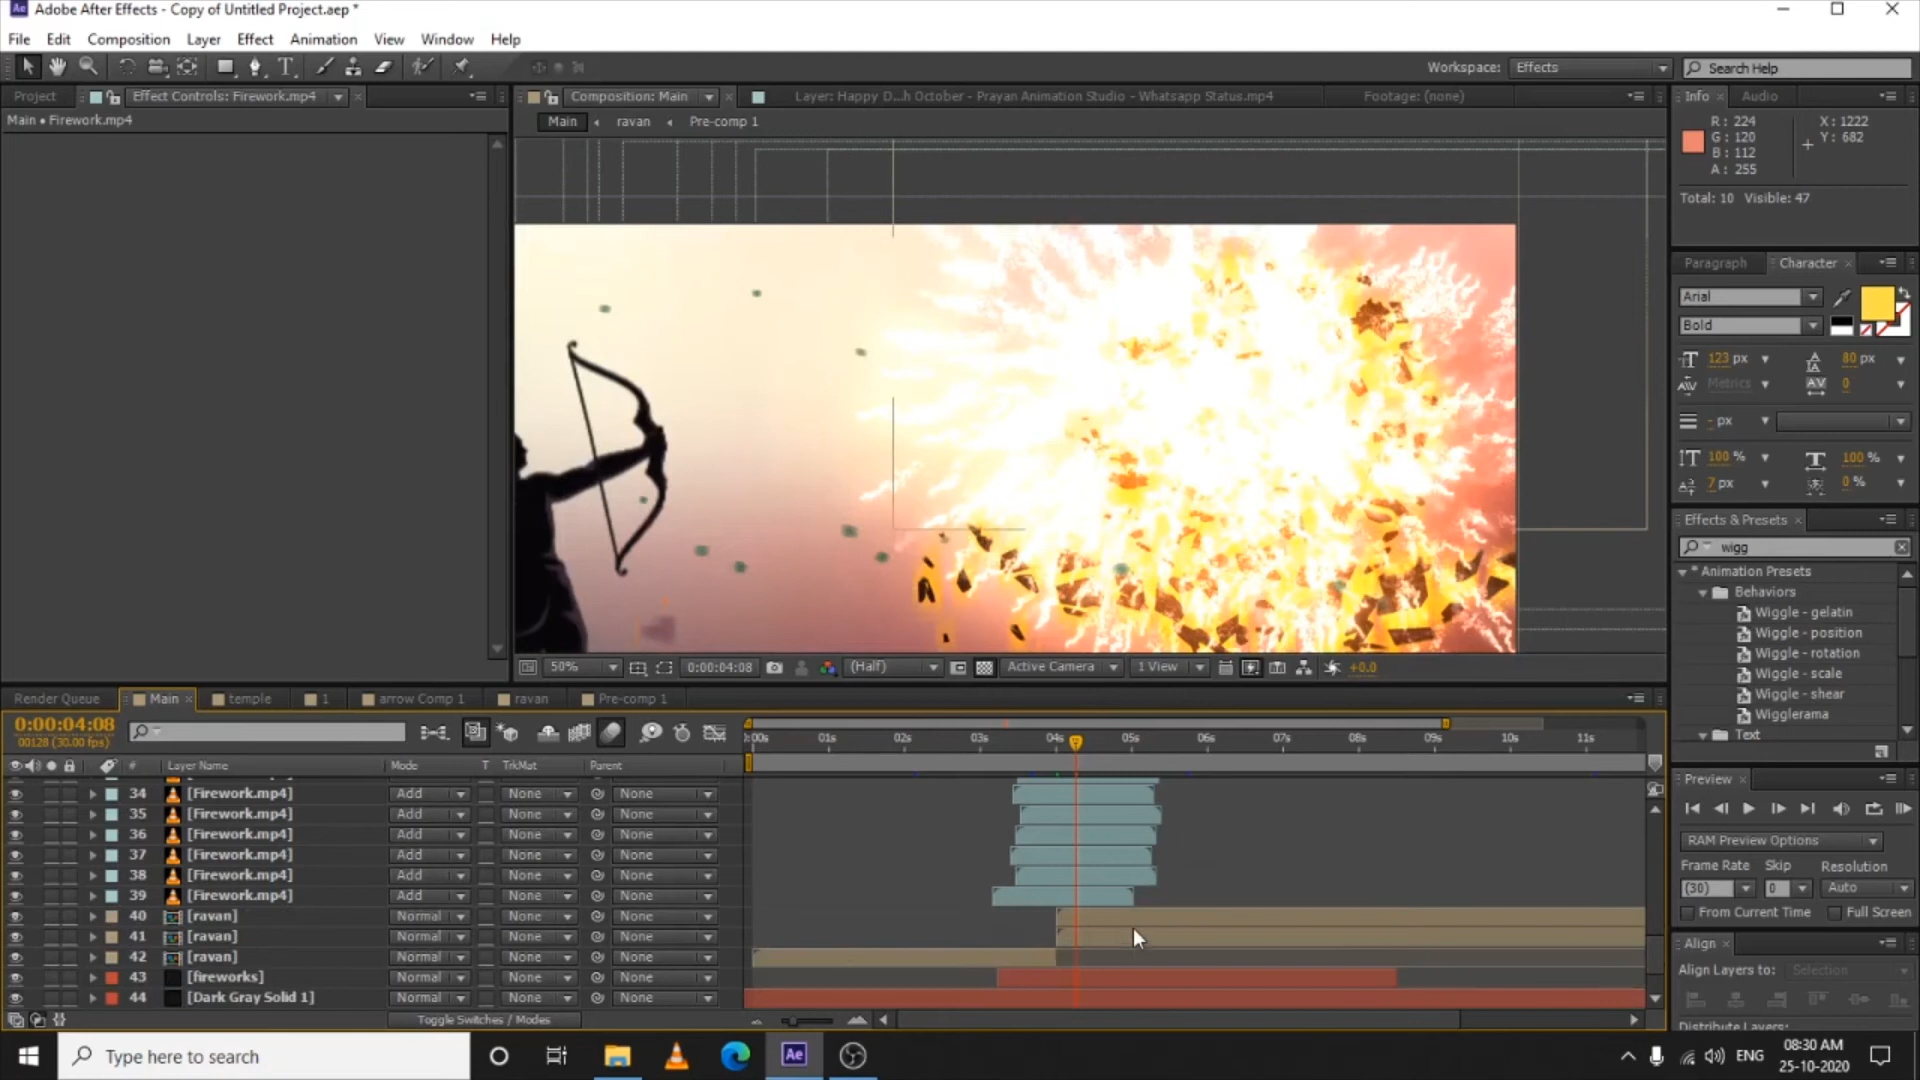 Adobe After Effects - Copy of Untitled Project.aep *
File Edit Composition Layer Effect Animation View Window Help
Workspace: Effects Search Help
Project Effect Controls: Firework.mp4 Composition: Main Layer: Happy D...h October - Prayan Animation Studio - Whatsapp Status.mp4 Footage: (none) Info Audio
Main • Firework.mp4
Main ravan Pre-comp 1
R: 224 X: 1222
G: 120 Y: 682
B: 112
A: 255
Total: 10 Visible: 47
Paragraph Character
Arial
Bold
123 px 80 px
Metrics 0
- px
100 % 100 %
7 px 0 %
Effects & Presets
wigg
* Animation Presets
Behaviors
Wiggle - gelatin
Wiggle - position
Wiggle - rotation
Wiggle - scale
Wiggle - shear
Wigglerama
Text
50% 0:00:04:08 (Half) Active Camera 1 View +0.0
Render Queue Main temple 1 arrow Comp 1 ravan Pre-comp 1
0:00:04:08
00128 (30.00 fps)
:00s 01s 02s 03s 04s 05s 06s 07s 08s 09s 10s 11s
# Layer Name Mode T TrkMat Parent
34 [Firework.mp4] Add None None
35 [Firework.mp4] Add None None
36 [Firework.mp4] Add None None
37 [Firework.mp4] Add None None
38 [Firework.mp4] Add None None
39 [Firework.mp4] Add None None
40 [ravan] Normal None None
41 [ravan] Normal None None
42 [ravan] Normal None None
43 [fireworks] Normal None None
44 [Dark Gray Solid 1] Normal None None
Toggle Switches / Modes
Preview
RAM Preview Options
Frame Rate Skip Resolution
(30) 0 Auto
From Current Time Full Screen
Align
Align Layers to: Selection
Distribute Layers:
Type here to search
Ae
ENG
08:30 AM
25-10-2020